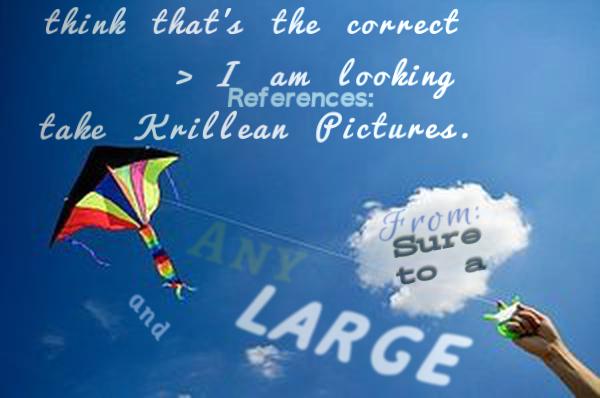 think that's the correct
> I am looking
References:
take Krillean Pictures.
From:
Sure
to a
ANY
and
LARGE